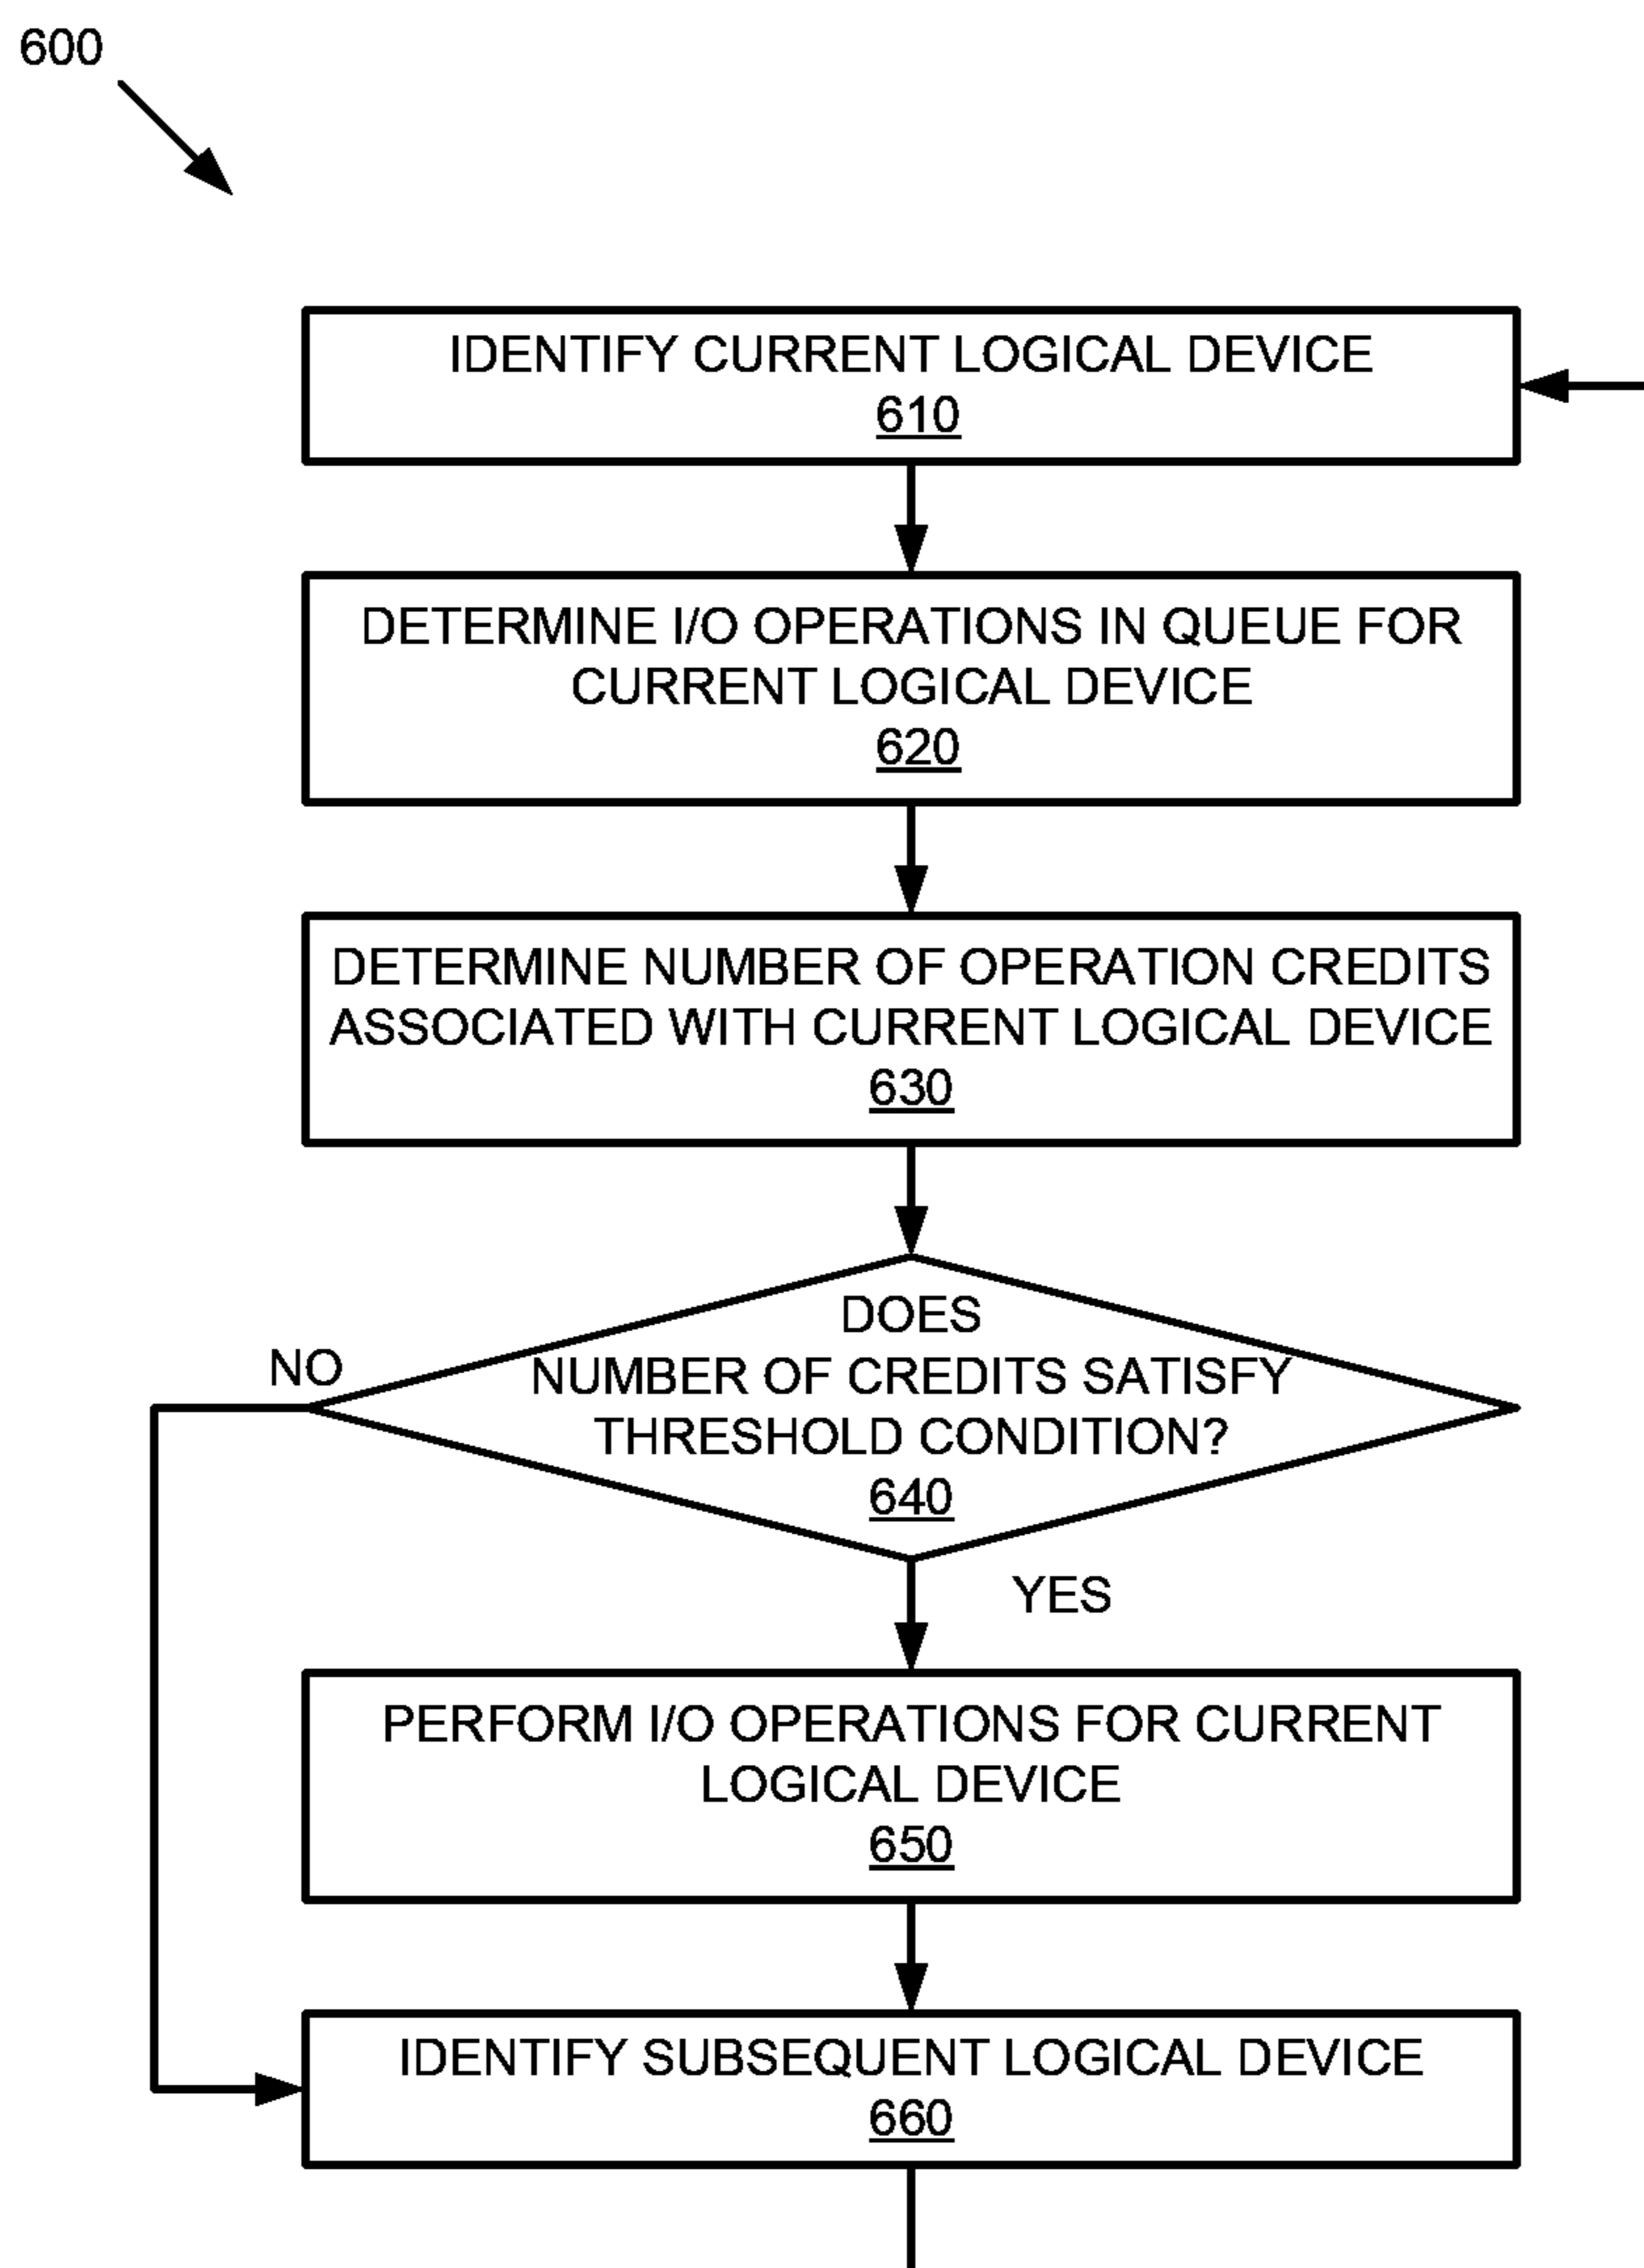 600
IDENTIFY CURRENT LOGICAL DEVICE
610
DETERMINE I/O OPERATIONS IN QUEUE FOR
CURRENT LOGICAL DEVICE
620
DETERMINE NUMBER OF OPERATION CREDITS
ASSOCIATED WITH CURRENT LOGICAL DEVICE
630
DOES
NUMBER OF CREDITS SATISFY
THRESHOLD CONDITION?
640
NO
YES
PERFORM I/O OPERATIONS FOR CURRENT
LOGICAL DEVICE
650
IDENTIFY SUBSEQUENT LOGICAL DEVICE
660